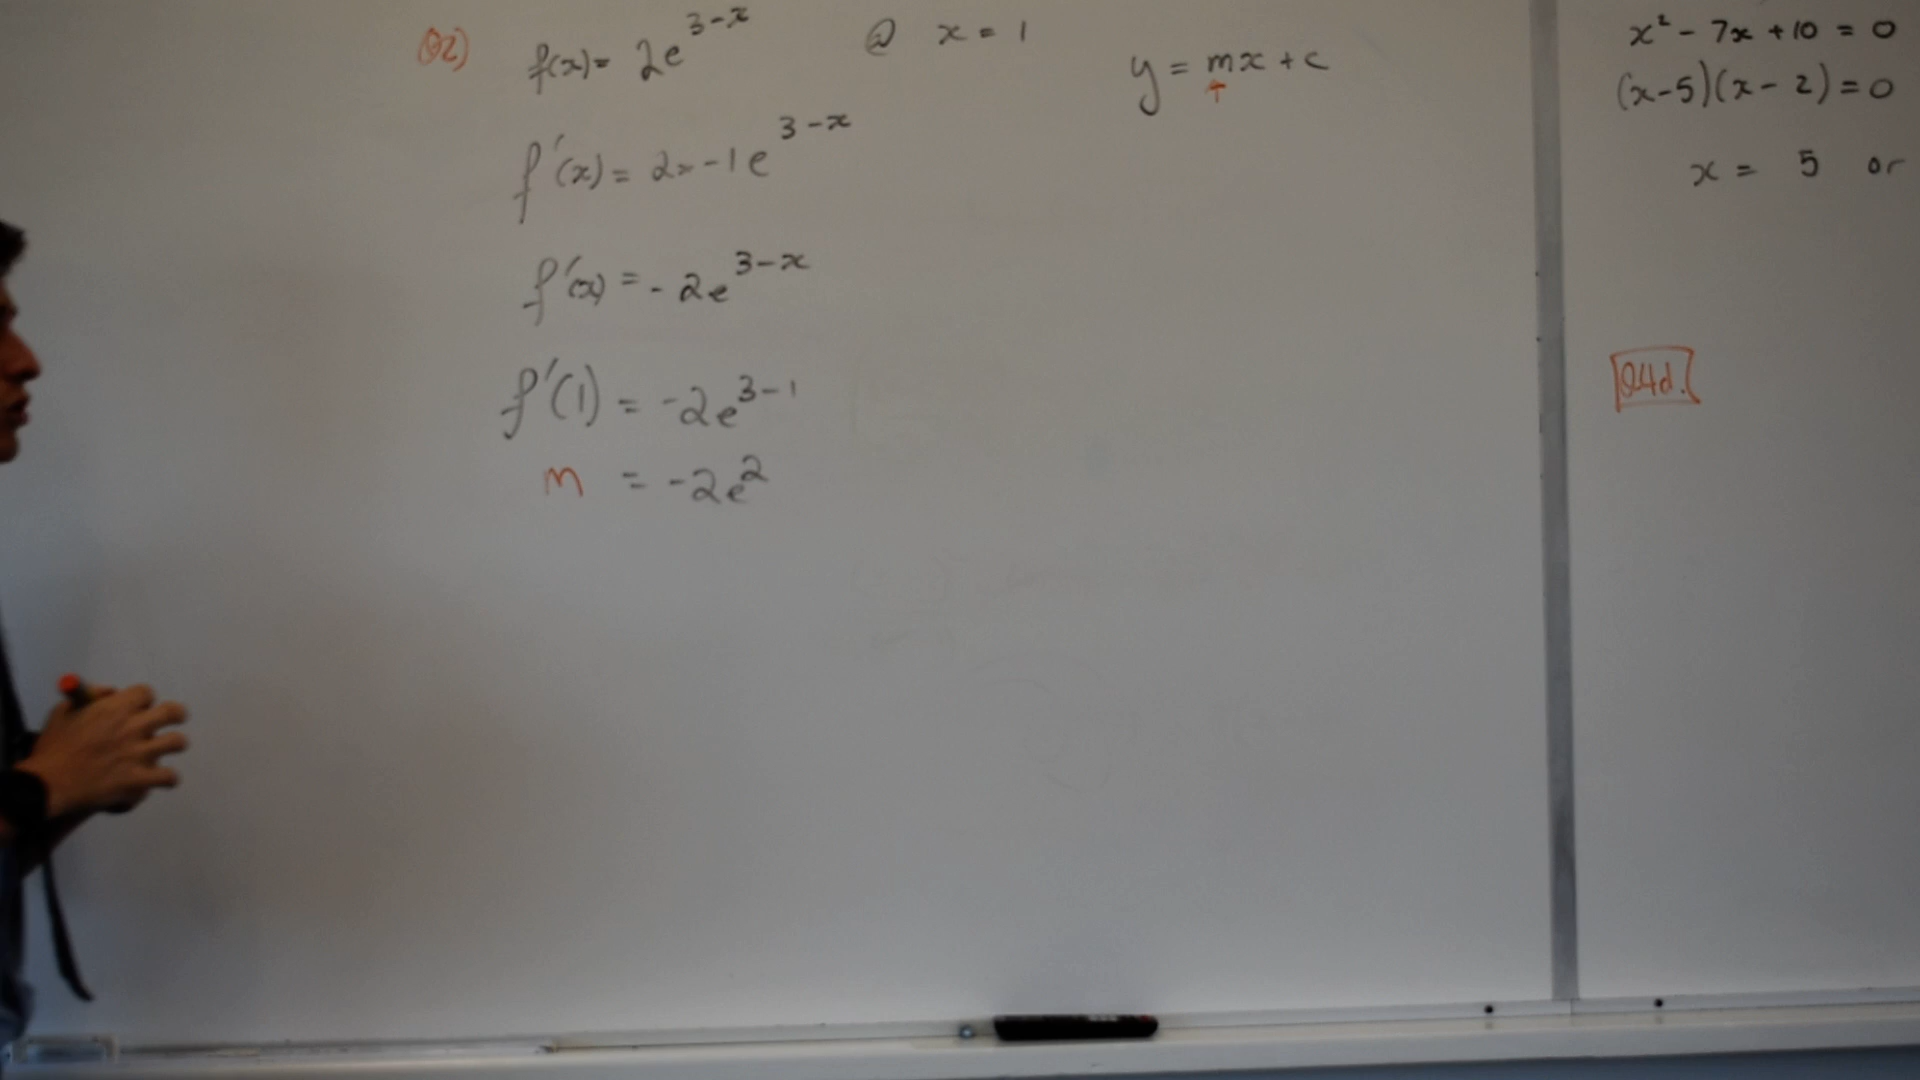 Q2) f(x) = 2e^{3-x} @ x = 1
y = mx + c
f'(x) = 2x-1e^{3-x}
f'(x) = -2e^{3-x}
f'(1) = -2e^{3-1}
m = -2e^2
x² - 7x + 10 = 0
(x-5)(x-2) = 0
x = 5 or
Q4d.